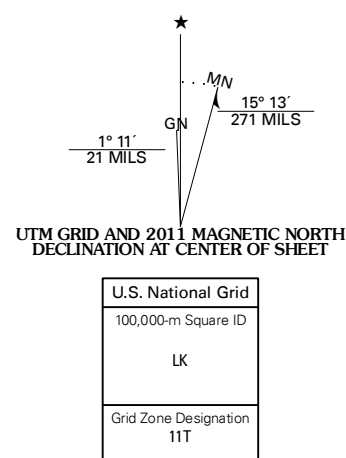 ★
MN
15° 13´
271 MILS
GN
1° 11´
21 MILS
UTM GRID AND 2011 MAGNETIC NORTH
DECLINATION AT CENTER OF SHEET
U.S. National Grid
100,000-m Square ID
LK
Grid Zone Designation
11T